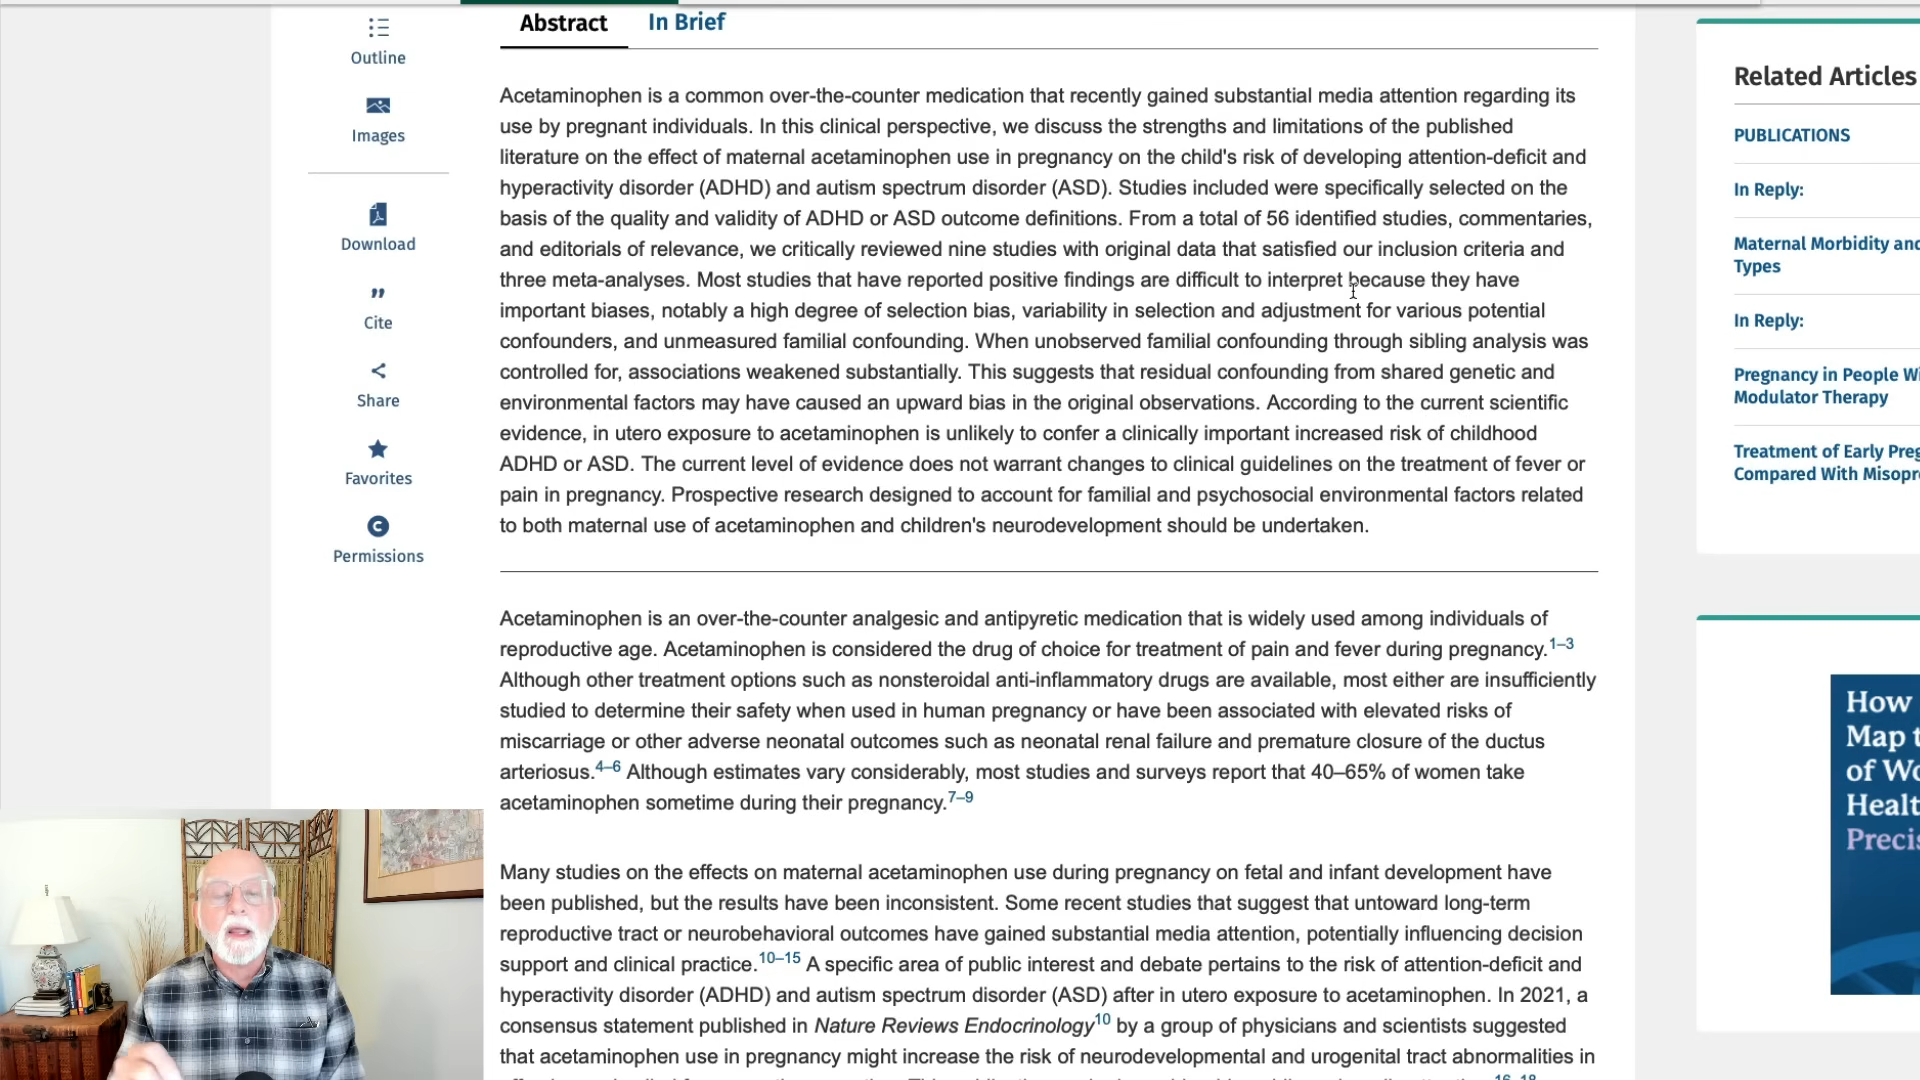 Abstract
In Brief
Outline
Images
Download
Cite
Share
Favorites
Permissions
Acetaminophen is a common over-the-counter medication that recently gained substantial media attention regarding its
use by pregnant individuals. In this clinical perspective, we discuss the strengths and limitations of the published
literature on the effect of maternal acetaminophen use in pregnancy on the child's risk of developing attention-deficit and
hyperactivity disorder (ADHD) and autism spectrum disorder (ASD). Studies included were specifically selected on the
basis of the quality and validity of ADHD or ASD outcome definitions. From a total of 56 identified studies, commentaries,
and editorials of relevance, we critically reviewed nine studies with original data that satisfied our inclusion criteria and
three meta-analyses. Most studies that have reported positive findings are difficult to interpret because they have
important biases, notably a high degree of selection bias, variability in selection and adjustment for various potential
confounders, and unmeasured familial confounding. When unobserved familial confounding through sibling analysis was
controlled for, associations weakened substantially. This suggests that residual confounding from shared genetic and
environmental factors may have caused an upward bias in the original observations. According to the current scientific
evidence, in utero exposure to acetaminophen is unlikely to confer a clinically important increased risk of childhood
ADHD or ASD. The current level of evidence does not warrant changes to clinical guidelines on the treatment of fever or
pain in pregnancy. Prospective research designed to account for familial and psychosocial environmental factors related
to both maternal use of acetaminophen and children's neurodevelopment should be undertaken.
Acetaminophen is an over-the-counter analgesic and antipyretic medication that is widely used among individuals of
reproductive age. Acetaminophen is considered the drug of choice for treatment of pain and fever during pregnancy.1–3
Although other treatment options such as nonsteroidal anti-inflammatory drugs are available, most either are insufficiently
studied to determine their safety when used in human pregnancy or have been associated with elevated risks of
miscarriage or other adverse neonatal outcomes such as neonatal renal failure and premature closure of the ductus
arteriosus.4–6 Although estimates vary considerably, most studies and surveys report that 40–65% of women take
acetaminophen sometime during their pregnancy.7–9
Many studies on the effects on maternal acetaminophen use during pregnancy on fetal and infant development have
been published, but the results have been inconsistent. Some recent studies that suggest that untoward long-term
reproductive tract or neurobehavioral outcomes have gained substantial media attention, potentially influencing decision
support and clinical practice.10–15 A specific area of public interest and debate pertains to the risk of attention-deficit and
hyperactivity disorder (ADHD) and autism spectrum disorder (ASD) after in utero exposure to acetaminophen. In 2021, a
consensus statement published in Nature Reviews Endocrinology10 by a group of physicians and scientists suggested
that acetaminophen use in pregnancy might increase the risk of neurodevelopmental and urogenital tract abnormalities in
16–18
Related Articles
PUBLICATIONS
In Reply:
Maternal Morbidity and
Types
In Reply:
Pregnancy in People Wi
Modulator Therapy
Treatment of Early Preg
Compared With Misopr
How
Map t
of Wo
Healt
Precis